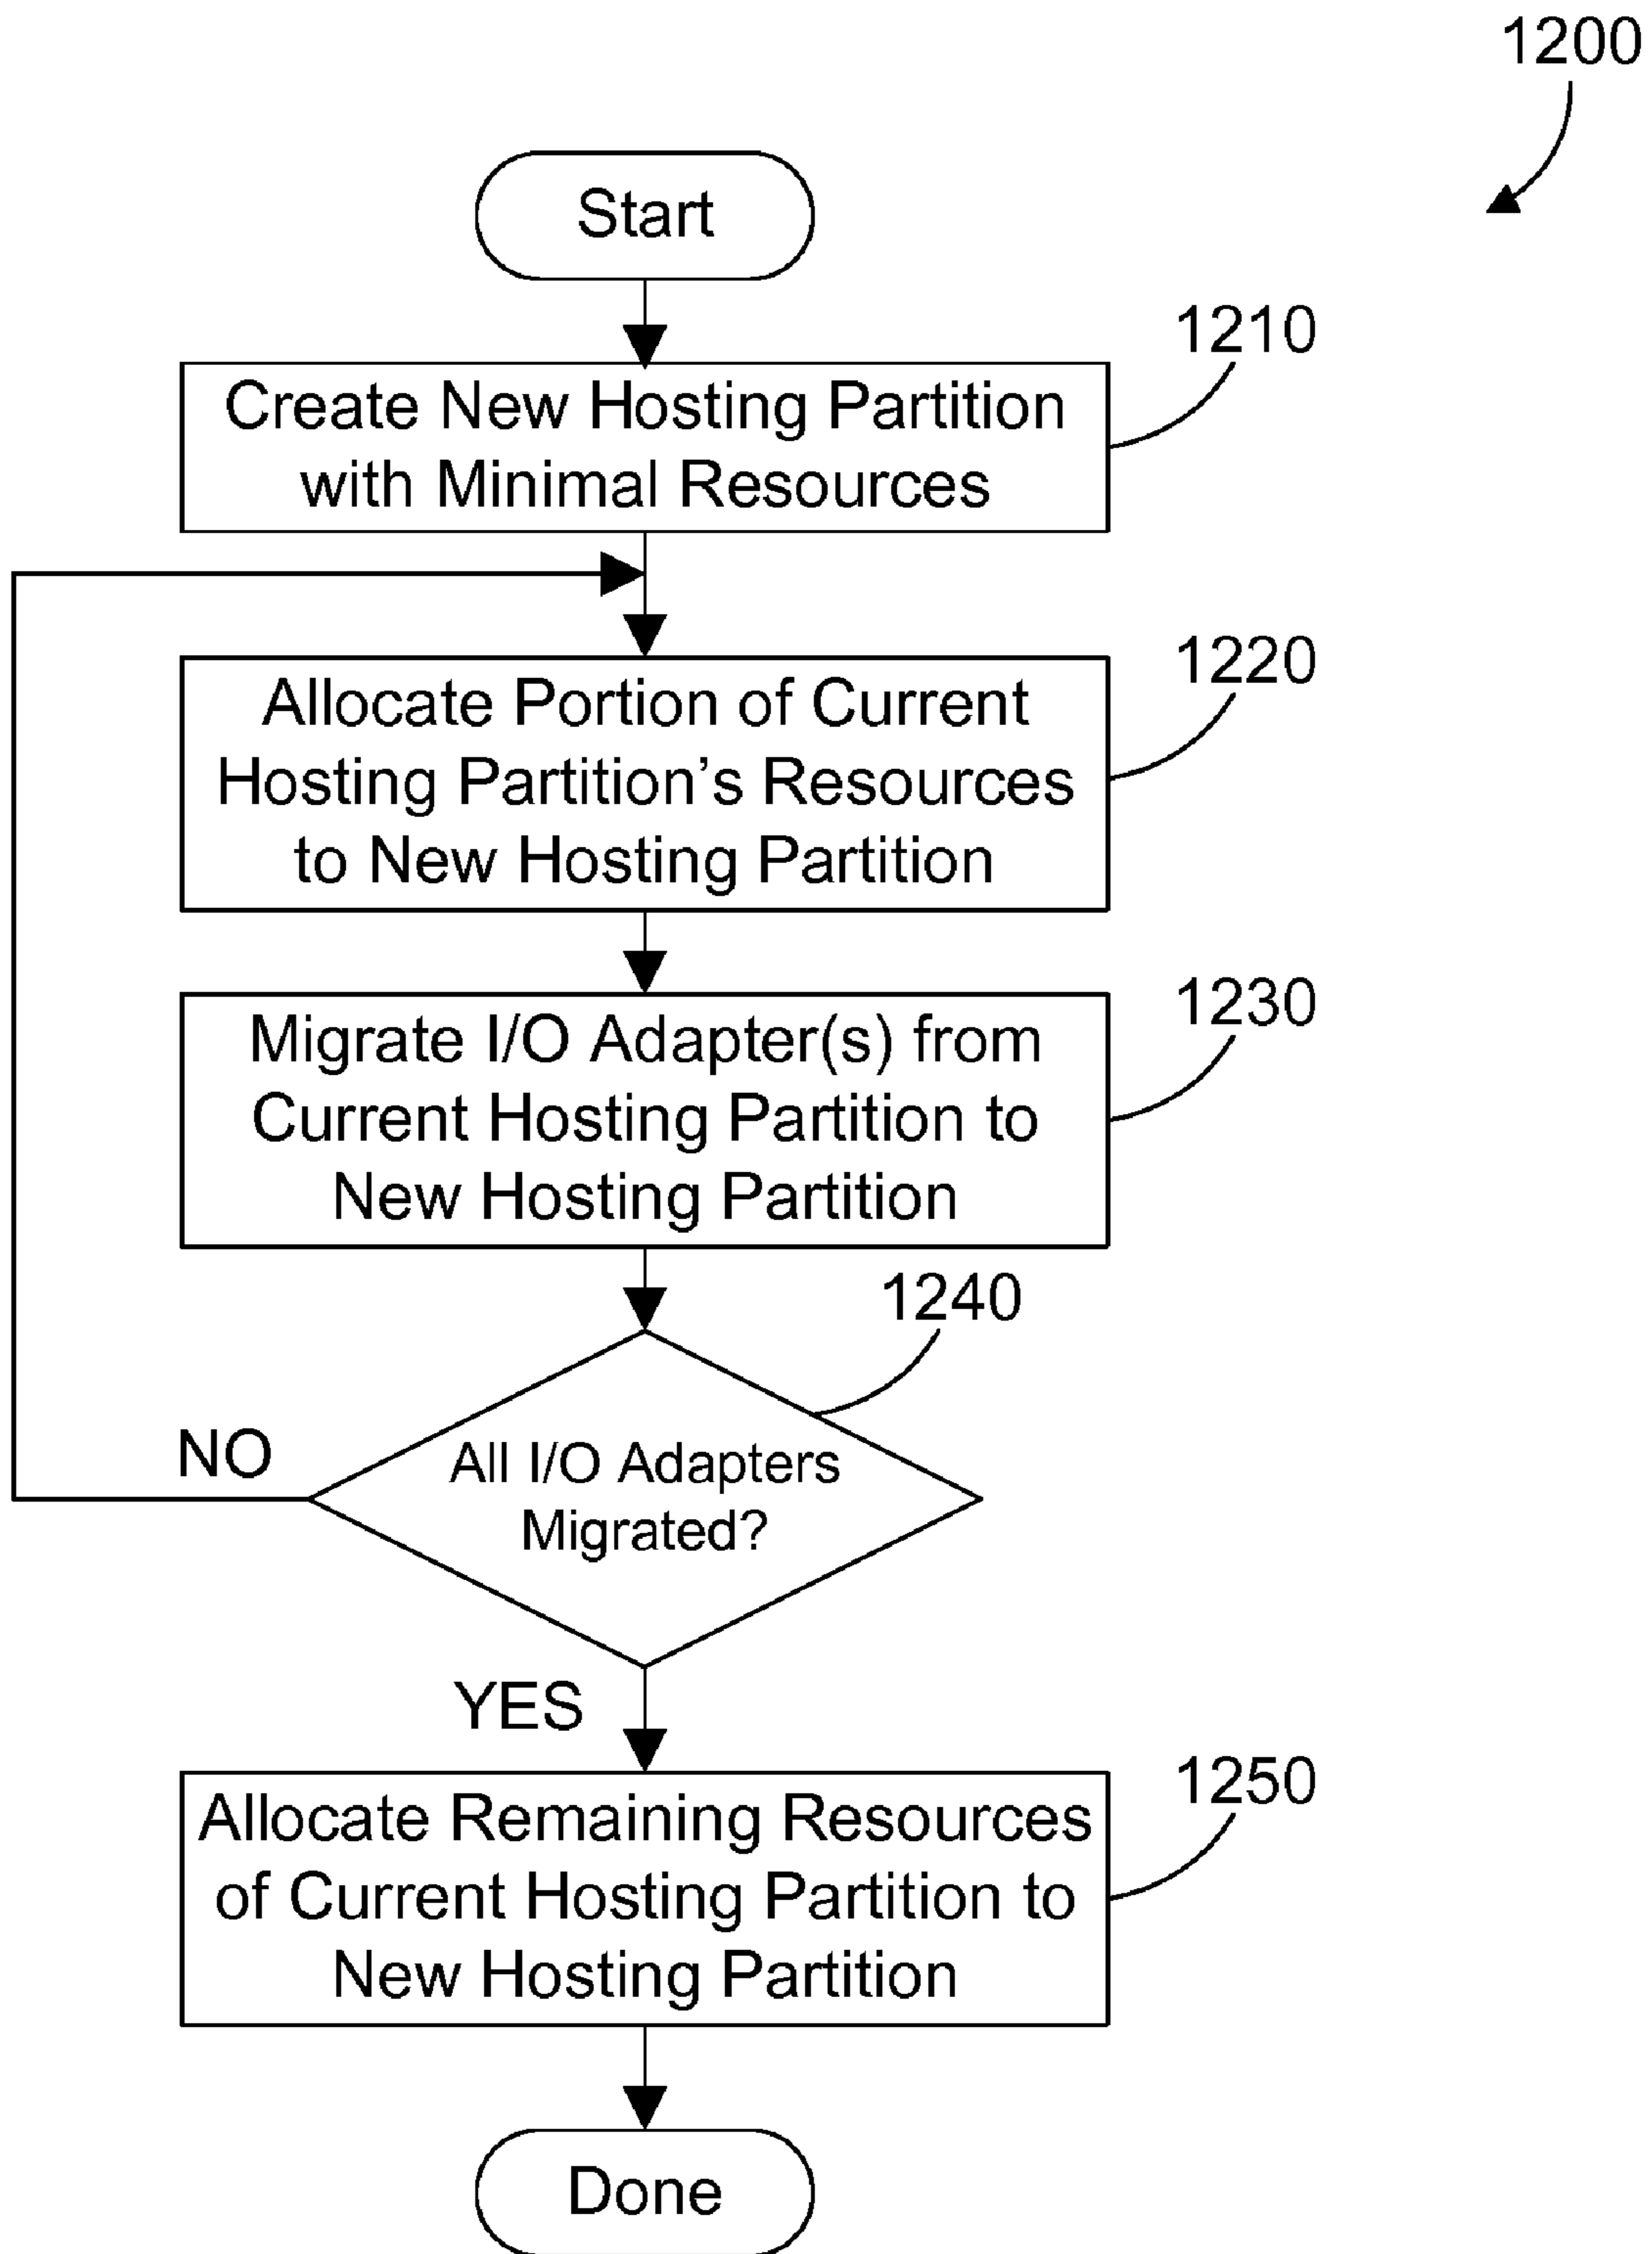 1200
Start
1210
Create New Hosting Partition
with Minimal Resources
1220
Allocate Portion of Current
Hosting Partition’s Resources
to New Hosting Partition
1230
Migrate I/O Adapter(s) from
Current Hosting Partition to
New Hosting Partition
1240
All I/O Adapters
Migrated?
NO
YES
1250
Allocate Remaining Resources
of Current Hosting Partition to
New Hosting Partition
Done